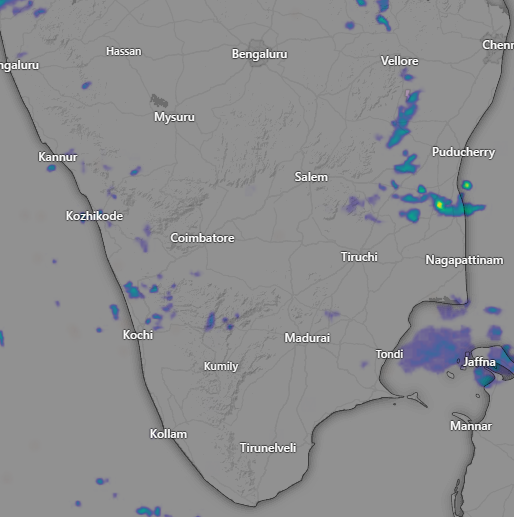 Hassan
Bengaluru
Vellore
Chenn
ngaluru
Mysuru
Kannur
Puducherry
Salem
Kozhikode
Coimbatore
Tiruchi
Nagapattinam
Kochi
Madurai
Tondi
Jaffna
Kumily
Mannar
Kollam
Tirunelveli